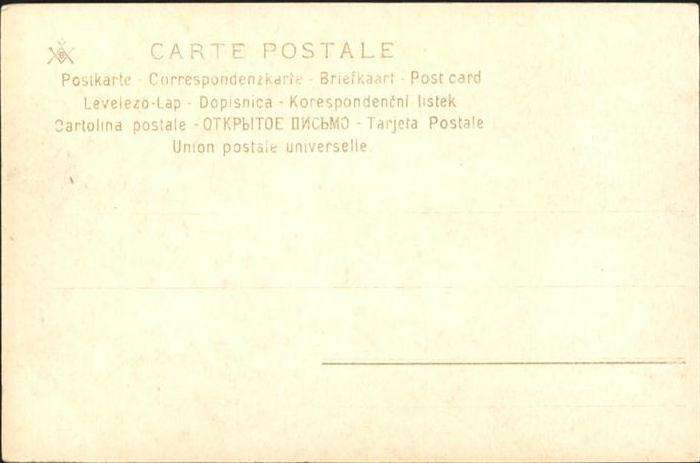 CARTE POSTALE
Postkarte - Correspondenzkarte - Briefkaart - Post card
Levelezo-Lap - Dopisnica - Korespondenční lístek
Cartolina postale - ОТКРЫТОЕ ПИСЬМО - Tarjeta Postale
Union postale universelle.